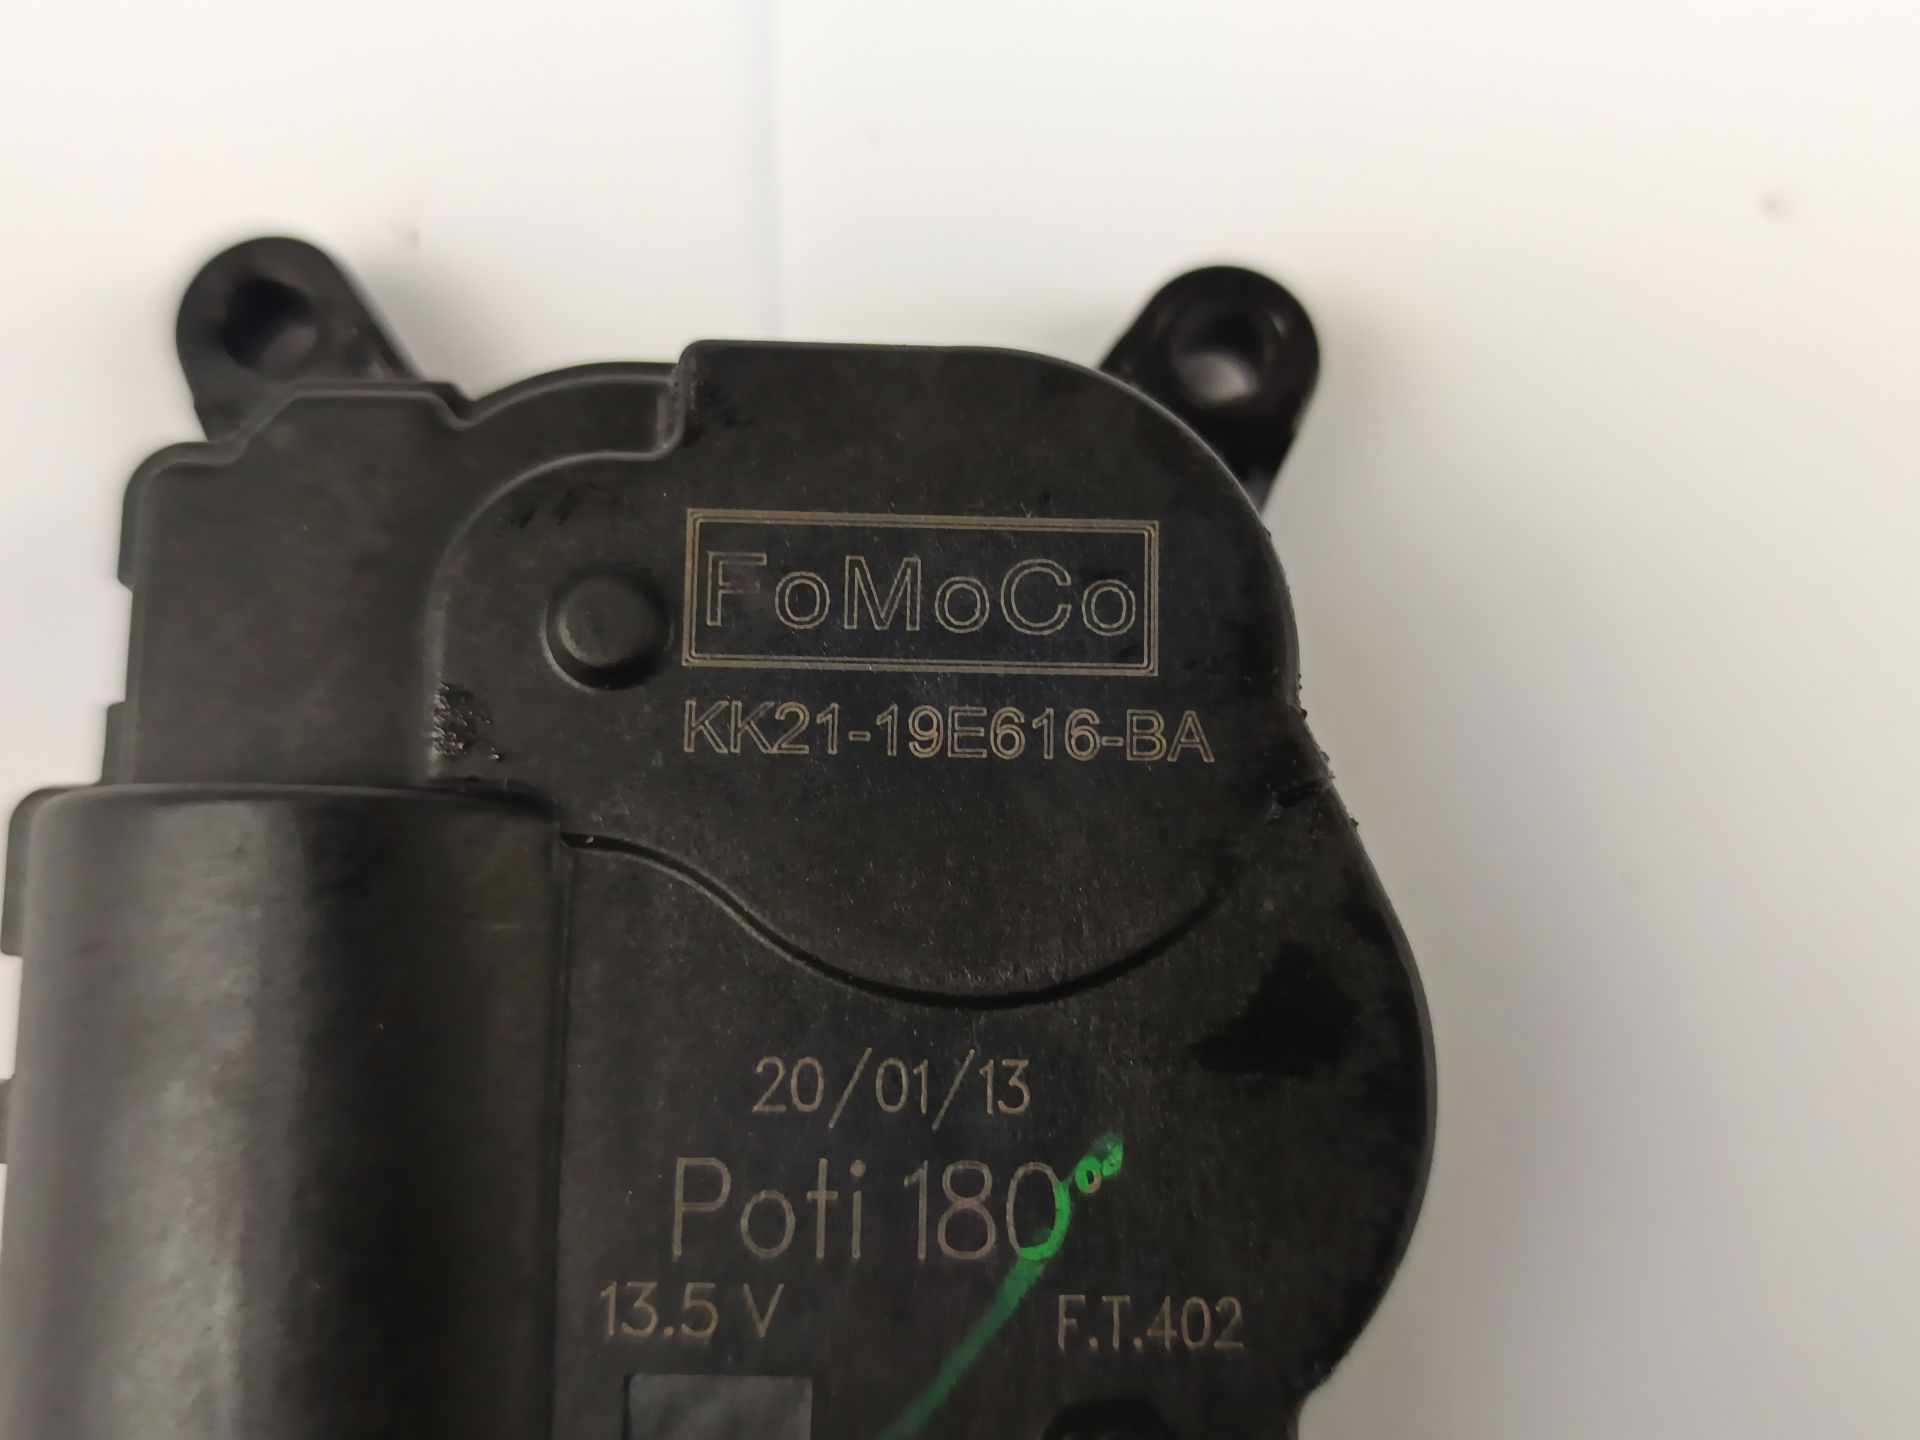 FoMoCo
KK21-19E616-BA
20/01/13
Poti 180°
13.5 V
F.T.402